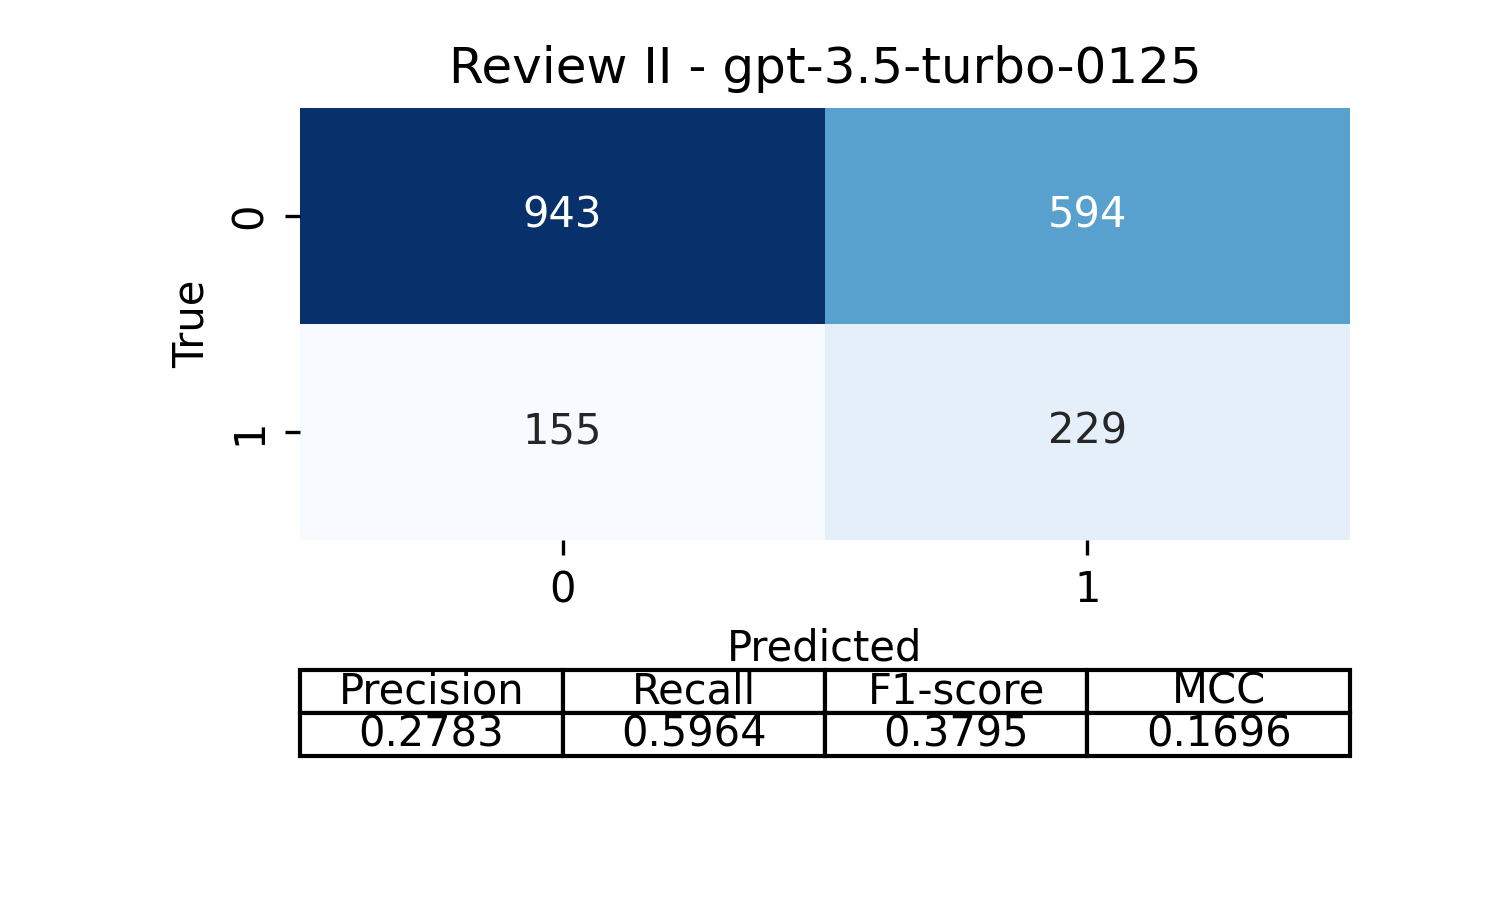 Review II - gpt-3.5-turbo-0125
943 594
0
True
155 229
1
0 1
Predicted
Precision Recall F1-score MCC
0.2783 0.5964 0.3795 0.1696